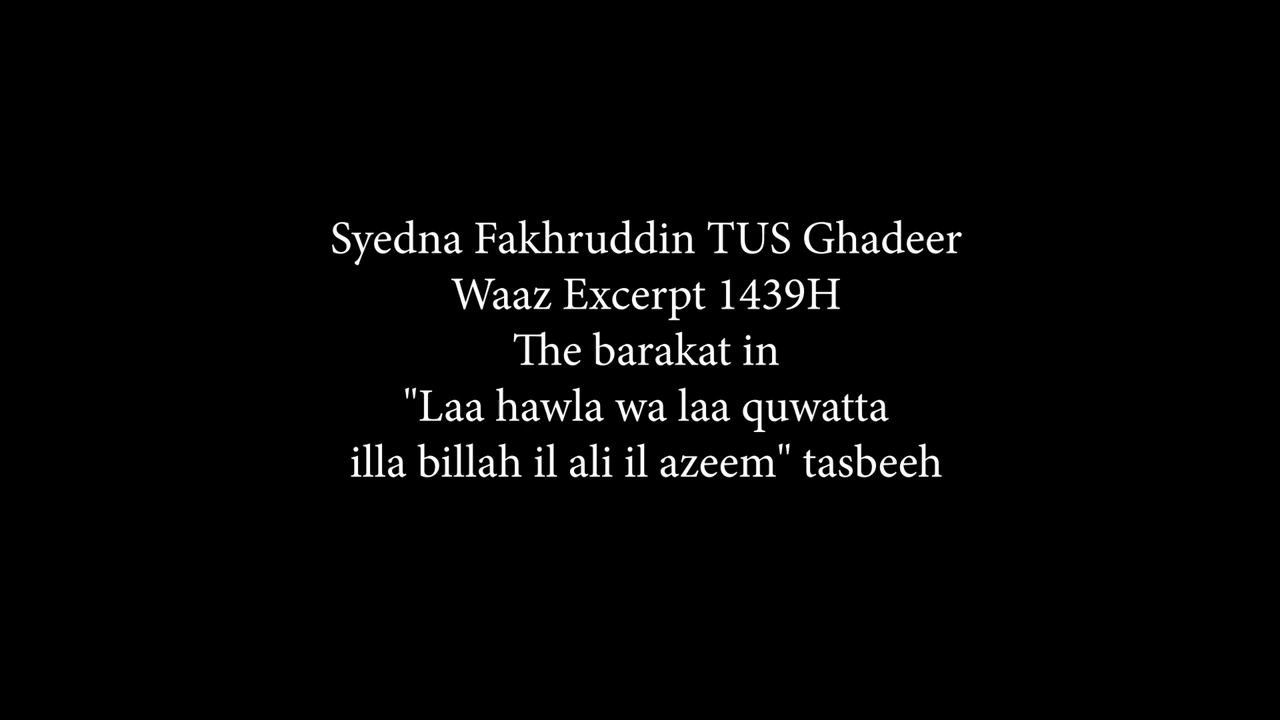 Syedna Fakhruddin TUS Ghadeer
Waaz Excerpt 1439H
The barakat in
"Laa hawla wa laa quwatta
illa billah il ali il azeem" tasbeeh